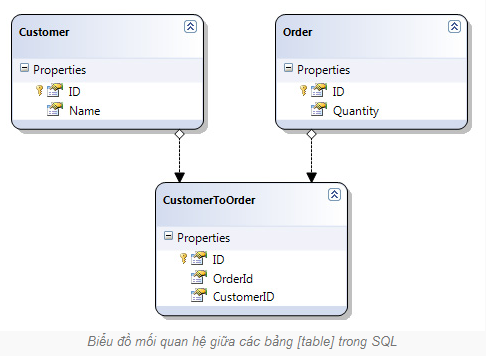 Customer
Properties
ID
Name
Order
Properties
ID
Quantity
CustomerToOrder
Properties
ID
OrderId
CustomerID
Biểu đồ mối quan hệ giữa các bảng [table] trong SQL